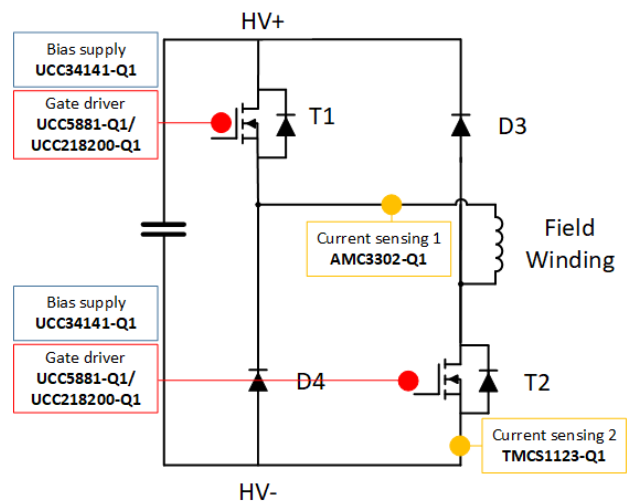 HV+
Bias supply
UCC34141-Q1
Gate driver
UCC5881-Q1/
UCC218200-Q1
T1
D3
Current sensing 1
AMC3302-Q1
Field
Winding
Bias supply
UCC34141-Q1
Gate driver
UCC5881-Q1/
UCC218200-Q1
D4
T2
Current sensing 2
TMCS1123-Q1
HV-